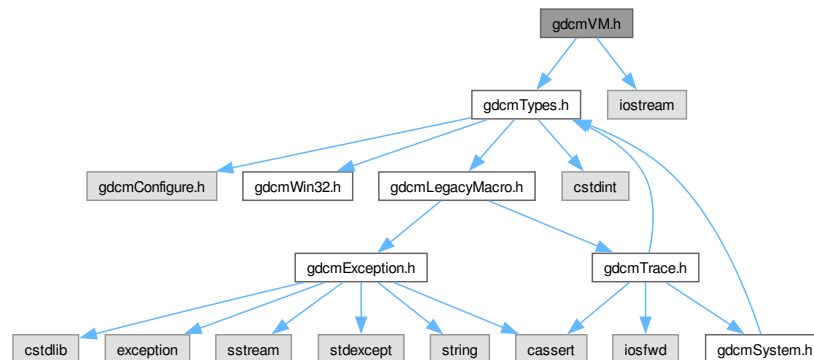 gdcmVM.h
gdcmTypes.h
iostream
gdcmConfigure.h
gdcmWin32.h
gdcmLegacyMacro.h
cstdint
gdcmException.h
gdcmTrace.h
cstdlib
exception
sstream
stdexcept
string
cassert
iosfwd
gdcmSystem.h